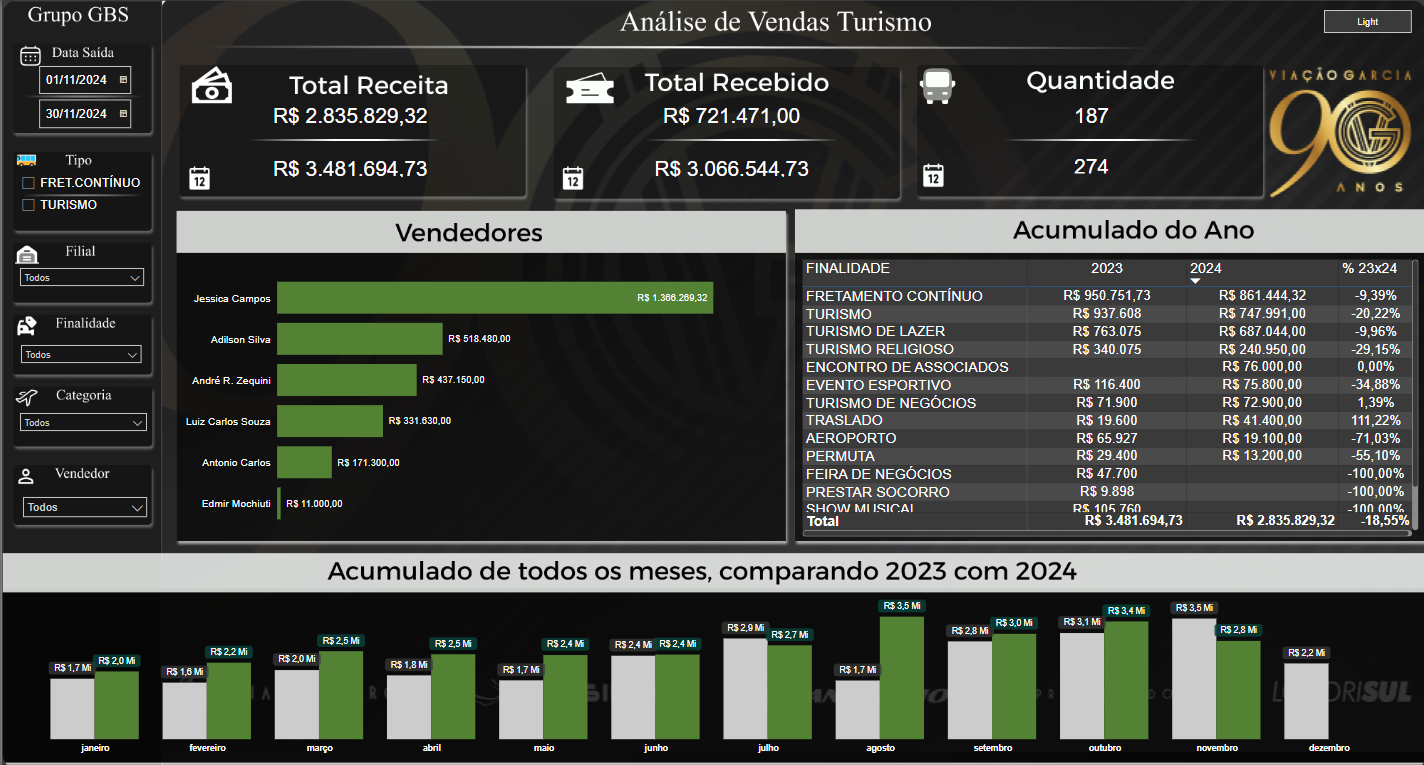 Grupo GBS
Data Saída
01/11/2024
30/11/2024
Tipo
FRET.CONTÍNUO
TURISMO
Filial
Todos
Finalidade
Todos
Categoria
Todos
Vendedor
Todos
Análise de Vendas Turismo
Light
Total Receita
R$ 2.835.829,32
12 R$ 3.481.694,73
Total Recebido
R$ 721.471,00
12 R$ 3.066.544,73
Quantidade
187
12 274
VIAÇÃO GARCIA
90
ANOS
Vendedores
Jessica Campos R$ 1.366.269,32
Adilson Silva R$ 518.480,00
André R. Zequini R$ 437.150,00
Luiz Carlos Souza R$ 331.630,00
Antonio Carlos R$ 171.300,00
Edmir Mochiuti R$ 11.000,00
Acumulado do Ano
FINALIDADE 2023 2024 % 23x24
FRETAMENTO CONTÍNUO R$ 950.751,73 R$ 861.444,32 -9,39%
TURISMO R$ 937.608 R$ 747.991,00 -20,22%
TURISMO DE LAZER R$ 763.075 R$ 687.044,00 -9,96%
TURISMO RELIGIOSO R$ 340.075 R$ 240.950,00 -29,15%
ENCONTRO DE ASSOCIADOS R$ 76.000,00 0,00%
EVENTO ESPORTIVO R$ 116.400 R$ 75.800,00 -34,88%
TURISMO DE NEGÓCIOS R$ 71.900 R$ 72.900,00 1,39%
TRASLADO R$ 19.600 R$ 41.400,00 111,22%
AEROPORTO R$ 65.927 R$ 19.100,00 -71,03%
PERMUTA R$ 29.400 R$ 13.200,00 -55,10%
FEIRA DE NEGÓCIOS R$ 47.700 -100,00%
PRESTAR SOCORRO R$ 9.898 -100,00%
SHOW MUSICAL R$ 105.760 -100,00%
Total R$ 3.481.694,73 R$ 2.835.829,32 -18,55%
Acumulado de todos os meses, comparando 2023 com 2024
R$ 1,7 Mi R$ 2,0 Mi R$ 1,6 Mi R$ 2,2 Mi R$ 2,0 Mi R$ 2,5 Mi R$ 1,8 Mi R$ 2,5 Mi R$ 1,7 Mi R$ 2,4 Mi R$ 2,4 Mi R$ 2,4 Mi R$ 2,9 Mi R$ 2,7 Mi R$ 1,7 Mi R$ 3,5 Mi R$ 2,8 Mi R$ 3,0 Mi R$ 3,1 Mi R$ 3,4 Mi R$ 3,5 Mi R$ 2,8 Mi R$ 2,2 Mi
janeiro fevereiro março abril maio junho julho agosto setembro outubro novembro dezembro